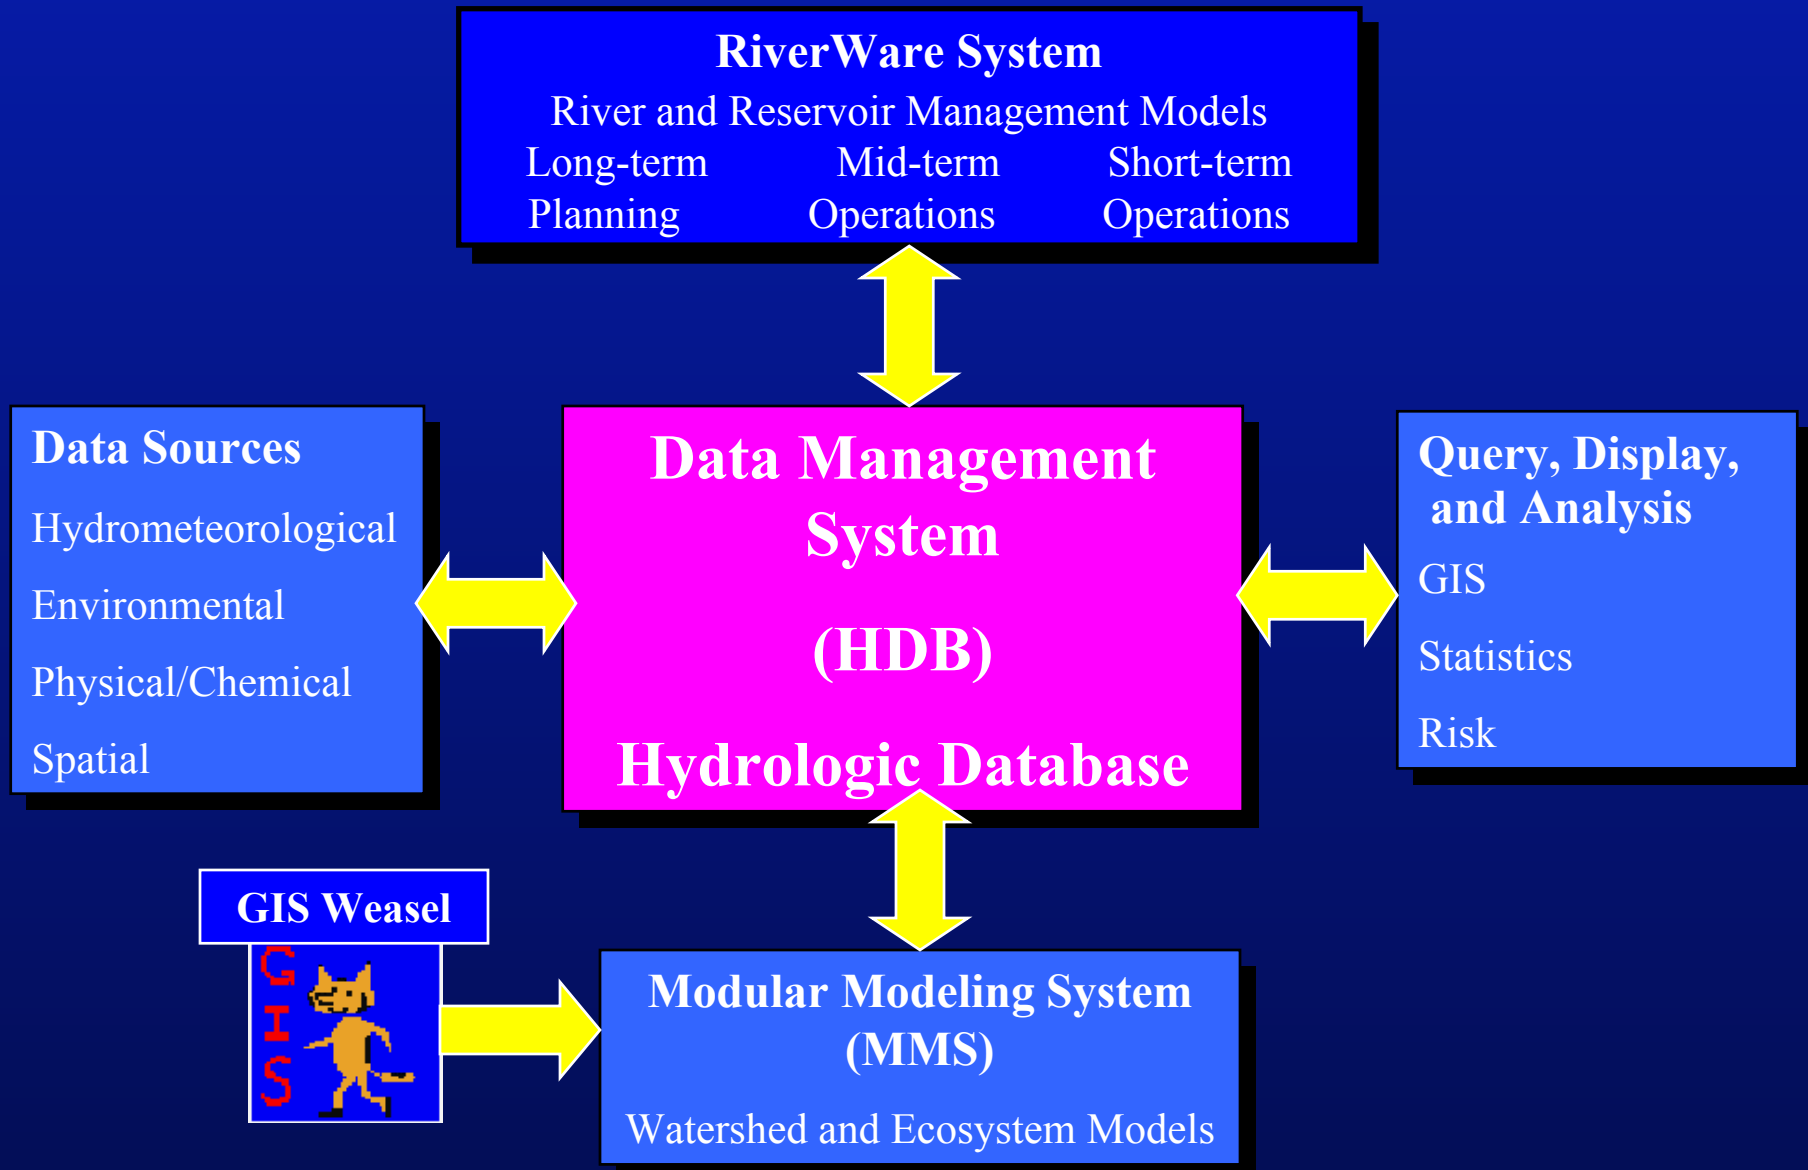 RiverWare System
River and Reservoir Management Models
Long-term Mid-term Short-term
Planning Operations Operations
Data Sources
Hydrometeorological
Environmental
Physical/Chemical
Spatial
Data Management
System
(HDB)
Hydrologic Database
Query, Display,
and Analysis
GIS
Statistics
Risk
GIS Weasel
G
I
S
Modular Modeling System
(MMS)
Watershed and Ecosystem Models